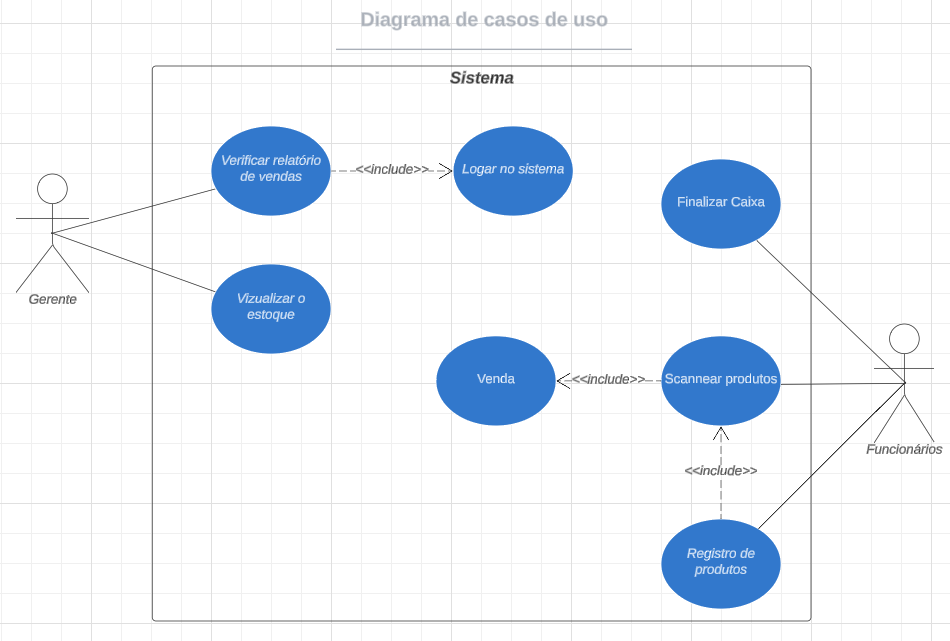 Diagrama de casos de uso
Sistema
Verificar relatório
de vendas
<<include>>
Logar no sistema
Finalizar Caixa
Gerente
Vizualizar o
estoque
Venda
<<include>>
Scannear produtos
Funcionários
<<include>>
Registro de
produtos